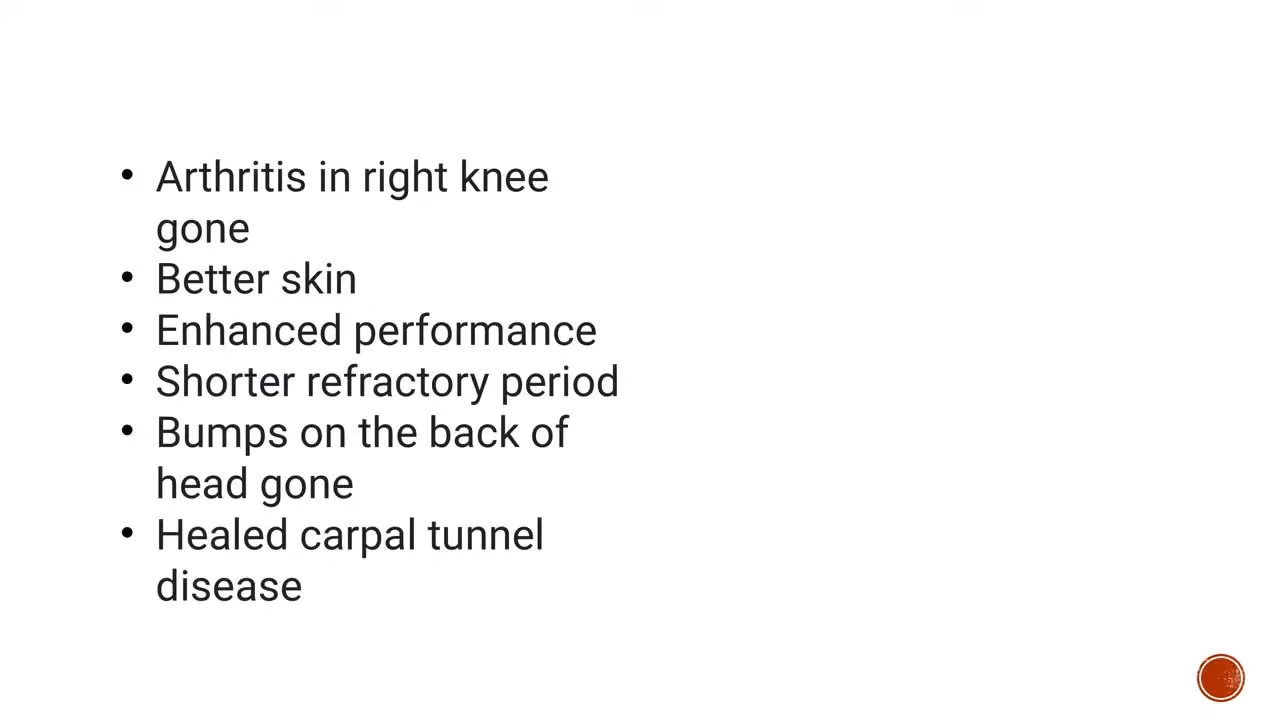 • Arthritis in right knee
gone
• Better skin
• Enhanced performance
• Shorter refractory period
• Bumps on the back of
head gone
• Healed carpal tunnel
disease